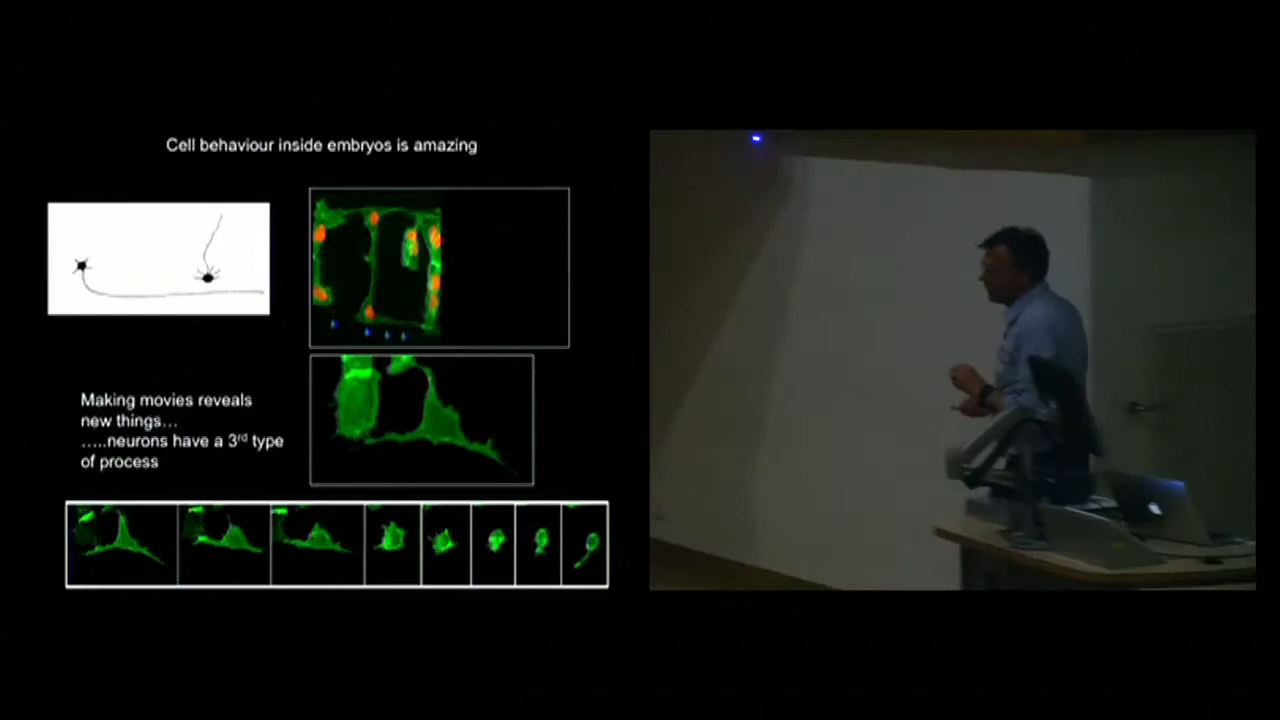 Cell behaviour inside embryos is amazing
Making movies reveals
new things…
…..neurons have a 3rd type
of process